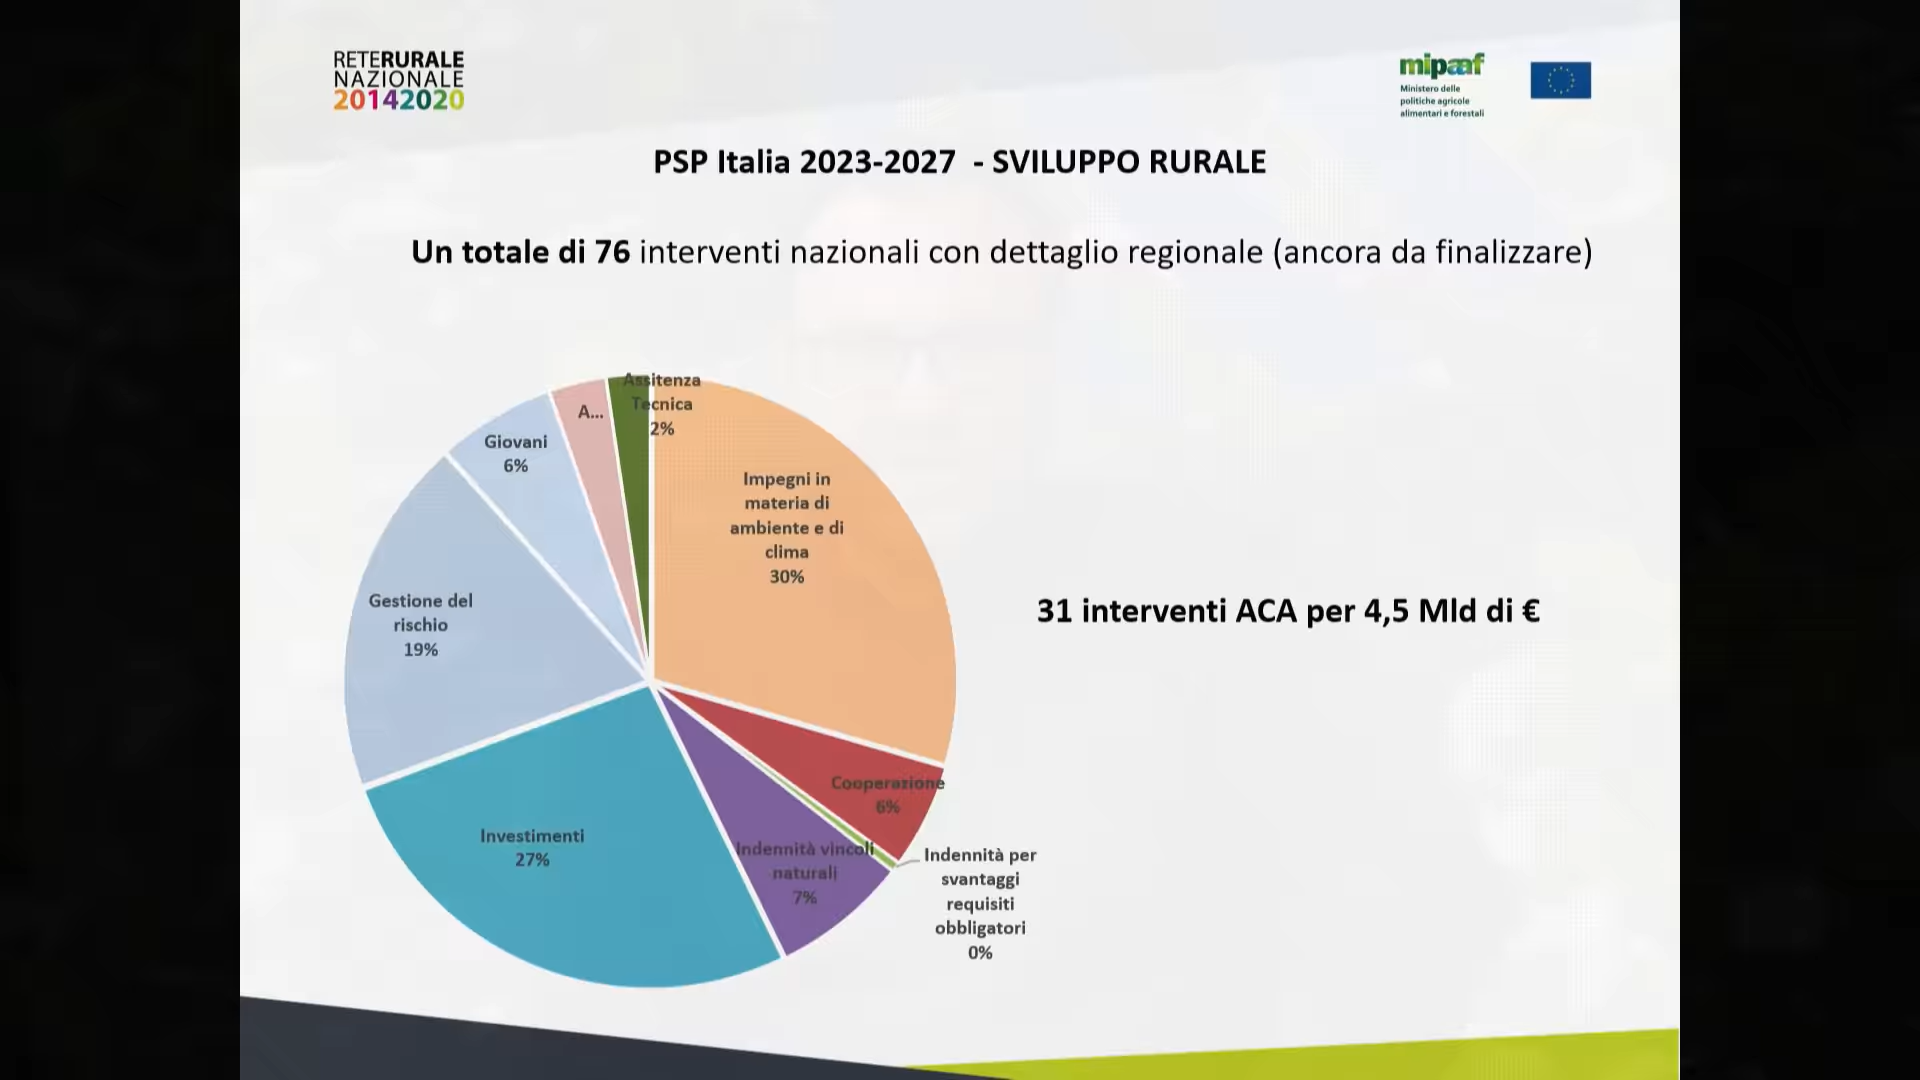 RETERURALE
NAZIONALE
20142020
mipaaf
Ministero delle
politiche agricole
alimentari e forestali
PSP Italia 2023-2027 - SVILUPPO RURALE
Un totale di 76 interventi nazionali con dettaglio regionale (ancora da finalizzare)
Assitenza
Tecnica
2%
A...
Giovani
6%
Impegni in
materia di
ambiente e di
clima
30%
Gestione del
rischio
19%
31 interventi ACA per 4,5 Mld di €
Cooperazione
6%
Investimenti
27%
Indennità vincoli
naturali
7%
Indennità per
svantaggi
requisiti
obbligatori
0%